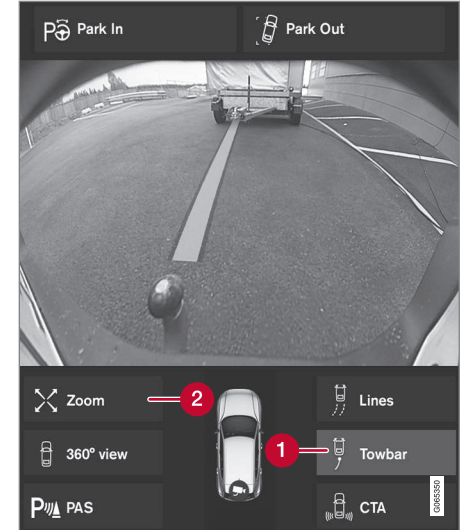 Park In
Park Out
Zoom
2
Lines
360° view
1
Towbar
PAS
CTA
G065350